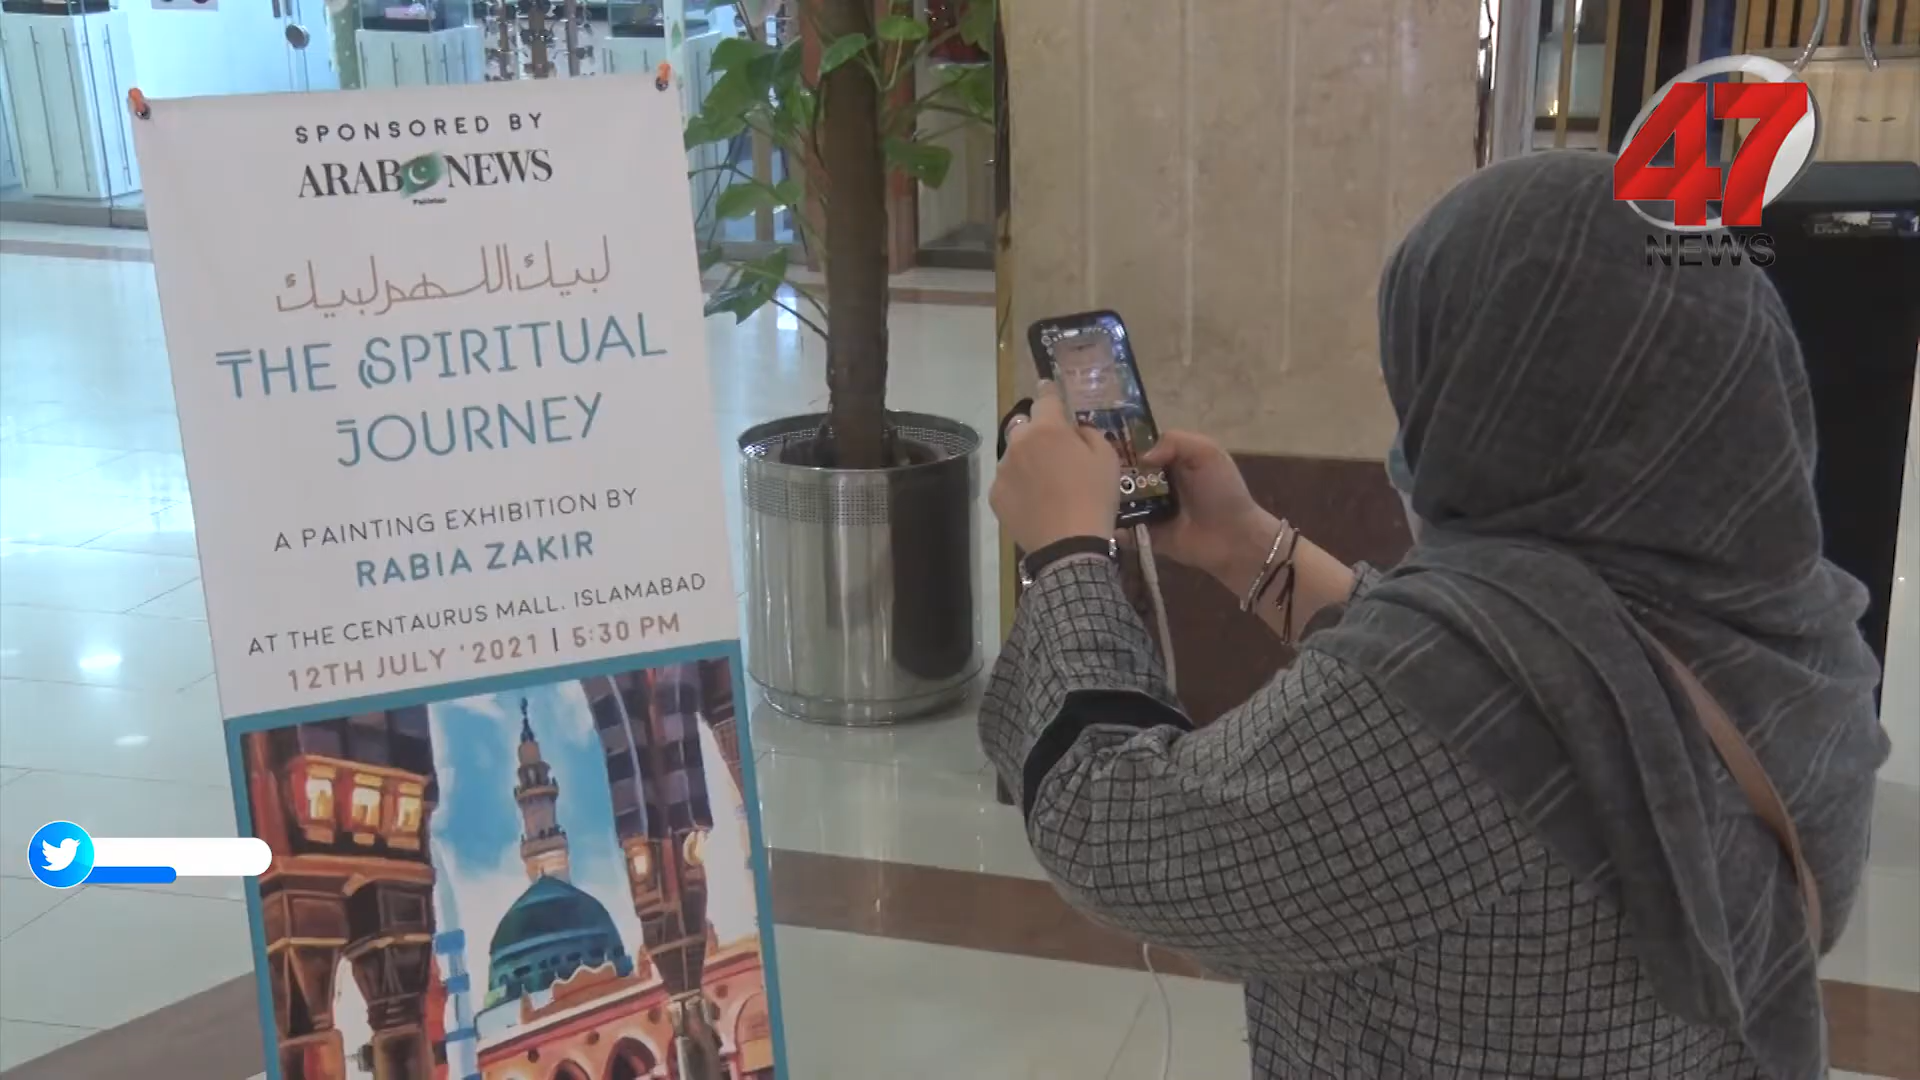 SPONSORED BY
ARAB NEWS
Pakistan
لبيك اللهم لبيك
THE SPIRITUAL
JOURNEY
A PAINTING EXHIBITION BY
RABIA ZAKIR
AT THE CENTAURUS MALL, ISLAMABAD
12TH JULY '2021 | 5:30 PM
47
NEWS